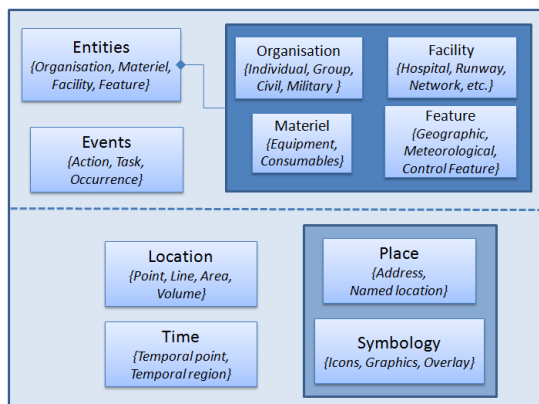 Entities
{Organisation, Materiel,
Facility, Feature}
Organisation
{Individual, Group,
Civil, Military }
Facility
{Hospital, Runway,
Network, etc.}
Events
{Action, Task,
Occurrence}
Materiel
{Equipment,
Consumables}
Feature
{Geographic,
Meteorological,
Control Feature}
Location
{Point, Line, Area,
Volume}
Place
{Address,
Named location}
Time
{Temporal point,
Temporal region}
Symbology
{Icons, Graphics, Overlay}